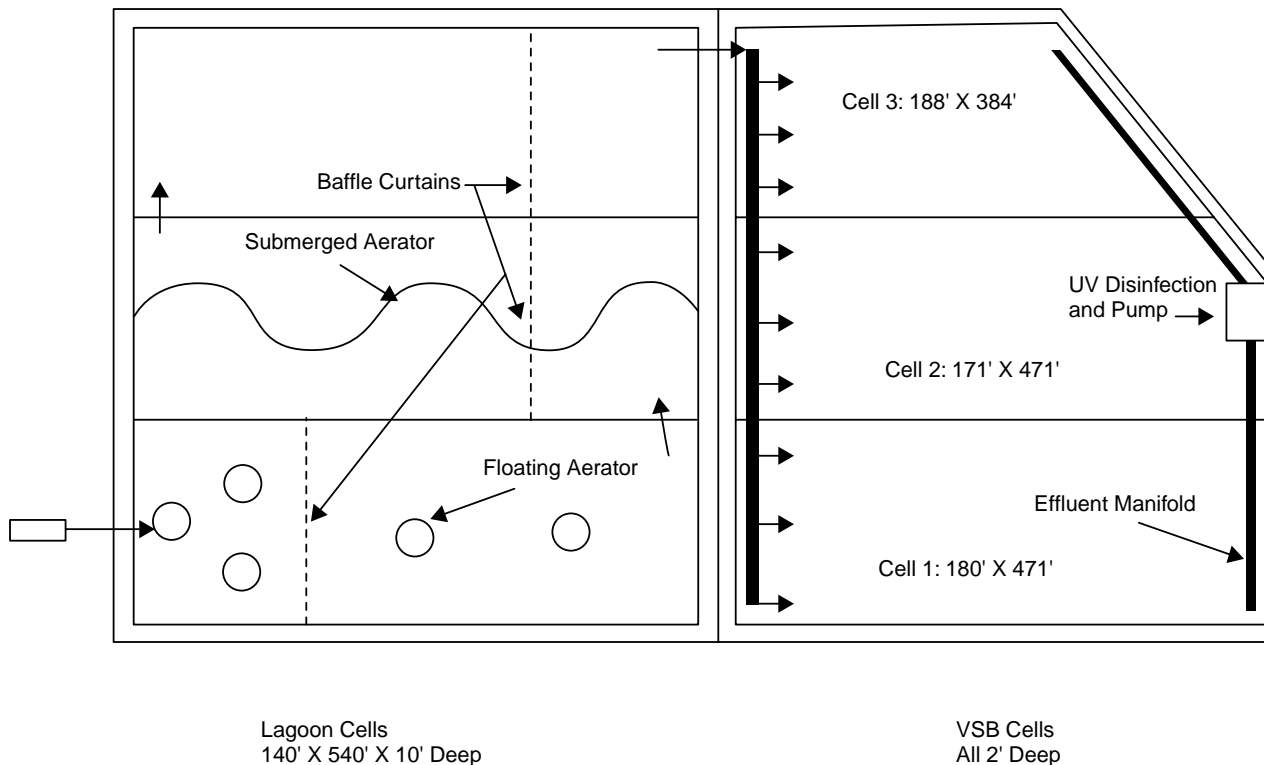 Cell 3: 188' X 384'
Baffle Curtains
Submerged Aerator
UV Disinfection
and Pump
Cell 2: 171' X 471'
Floating Aerator
Effluent Manifold
Cell 1: 180' X 471'
Lagoon Cells
140' X 540' X 10' Deep
VSB Cells
All 2' Deep